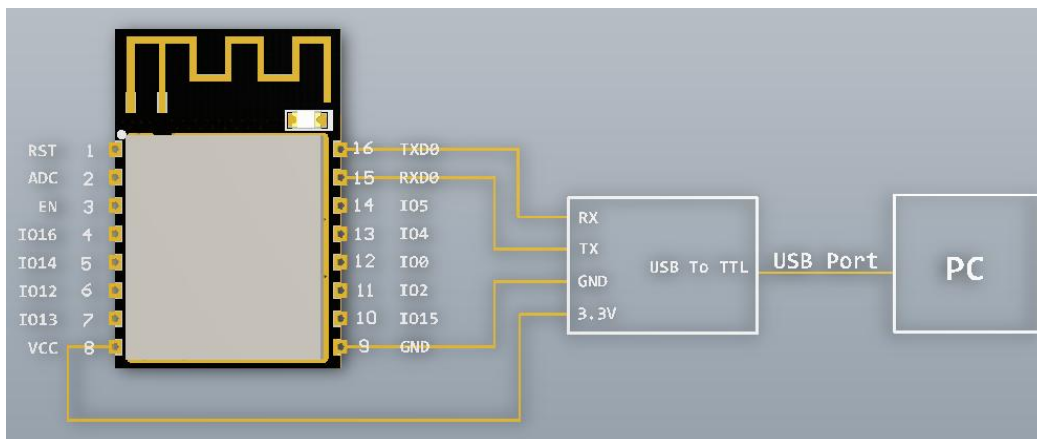 RST 1
ADC 2
EN 3
IO16 4
IO14 5
IO12 6
IO13 7
VCC 8
16 TXD0
15 RXD0
14 IO5
13 IO4
12 IO0
11 IO2
10 IO15
9 GND
RX
TX
GND
3.3V
USB To TTL
USB Port
PC